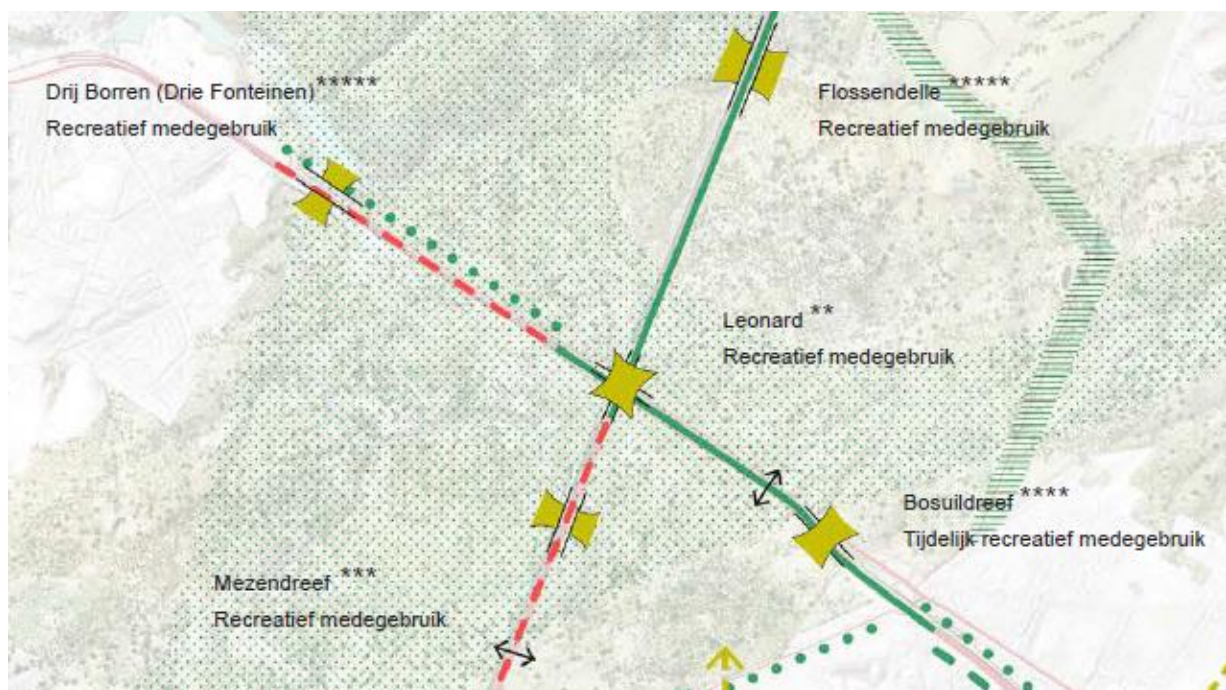 Drij Borren (Drie Fonteinen) *****
Recreatief medegebruik
Flossendelle *****
Recreatief medegebruik
Leonard **
Recreatief medegebruik
Bosuildreef ****
Tijdelijk recreatief medegebruik
Mezendreef ***
Recreatief medegebruik